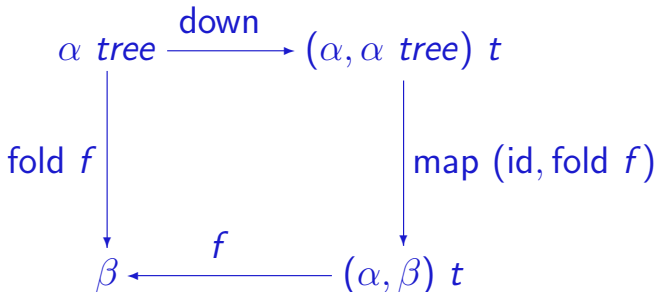 down
α tree (α, α tree) t
fold f map (id, fold f)
f
β (α, β) t